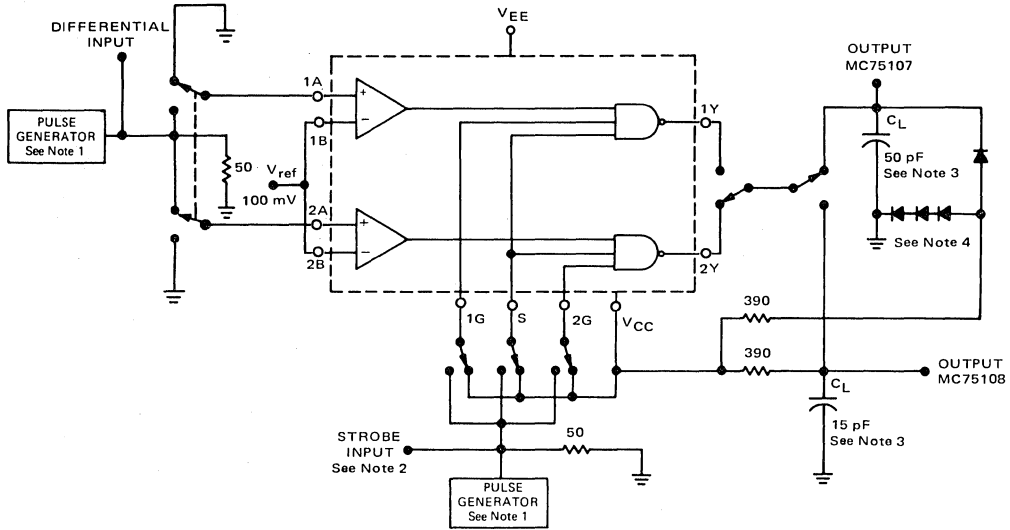 VEE
DIFFERENTIAL
INPUT
OUTPUT
MC75107
1A
+
1Y
PULSE
GENERATOR
See Note 1
−
1B
CL
50 pF
See Note 3
50
Vref
100 mV
2A
+
−
2B
2Y
See Note 4
1G
S
2G
VCC
390
390
OUTPUT
MC75108
CL
15 pF
See Note 3
STROBE
INPUT
See Note 2
50
PULSE
GENERATOR
See Note 1